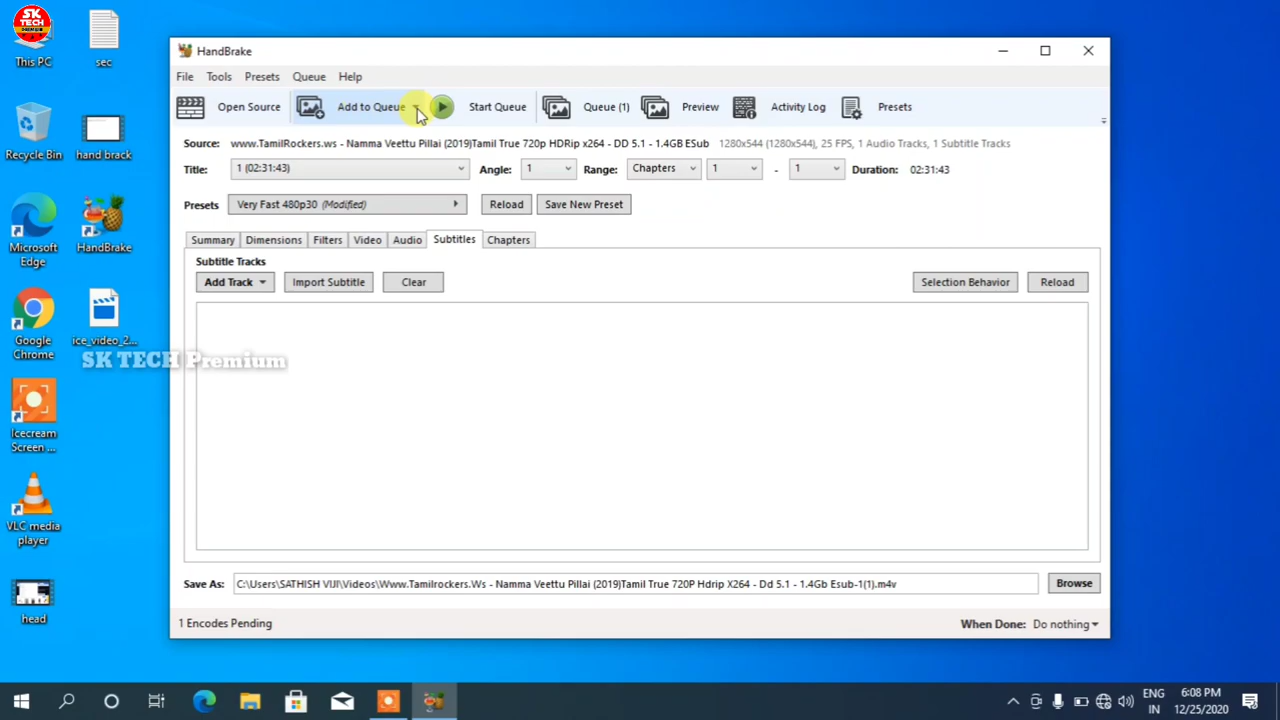 SK
TECH
PREMIUM
This PC
sec
Recycle Bin
hand brack
Microsoft
Edge
HandBrake
Google
Chrome
ice_video_2...
Icecream
Screen ...
VLC media
player
head
HandBrake
File Tools Presets Queue Help
Open Source Add to Queue Start Queue Queue (1) Preview Activity Log Presets
Source: www.TamilRockers.ws - Namma Veettu Pillai (2019)Tamil True 720p HDRip x264 - DD 5.1 - 1.4GB ESub 1280x544 (1280x544), 25 FPS, 1 Audio Tracks, 1 Subtitle Tracks
Title: 1 (02:31:43) Angle: 1 Range: Chapters 1 - 1 Duration: 02:31:43
Presets Very Fast 480p30 (Modified) Reload Save New Preset
Summary Dimensions Filters Video Audio Subtitles Chapters
Subtitle Tracks
Add Track Import Subtitle Clear Selection Behavior Reload
SK TECH Premium
Save As: C:\Users\SATHISH VIJI\Videos\Www.Tamilrockers.Ws - Namma Veettu Pillai (2019)Tamil True 720P Hdrip X264 - Dd 5.1 - 1.4Gb Esub-1(1).m4v Browse
1 Encodes Pending When Done: Do nothing
ENG
IN
6:08 PM
12/25/2020